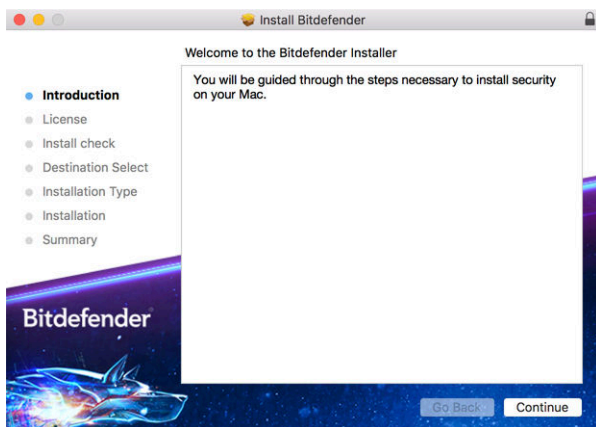 Install Bitdefender
Welcome to the Bitdefender Installer
You will be guided through the steps necessary to install security
on your Mac.
Introduction
License
Install check
Destination Select
Installation Type
Installation
Summary
Bitdefender
Go Back
Continue